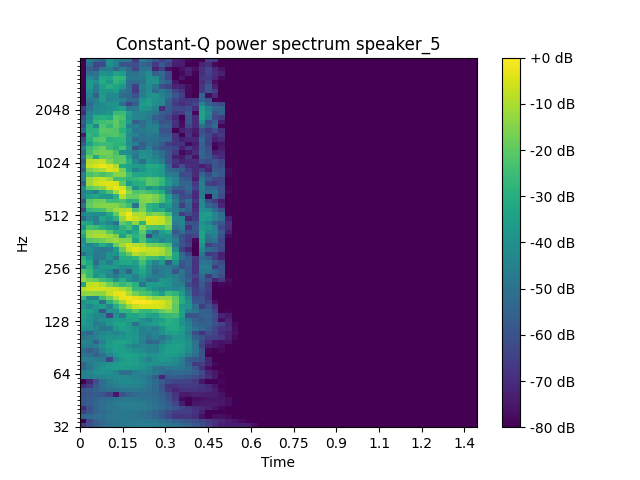 Constant-Q power spectrum speaker_5
+0 dB
-10 dB
-20 dB
-30 dB
-40 dB
-50 dB
-60 dB
-70 dB
-80 dB
Hz
2048
1024
512
256
128
64
32
0 0.15 0.3 0.45 0.6 0.75 0.9 1.1 1.2 1.4
Time